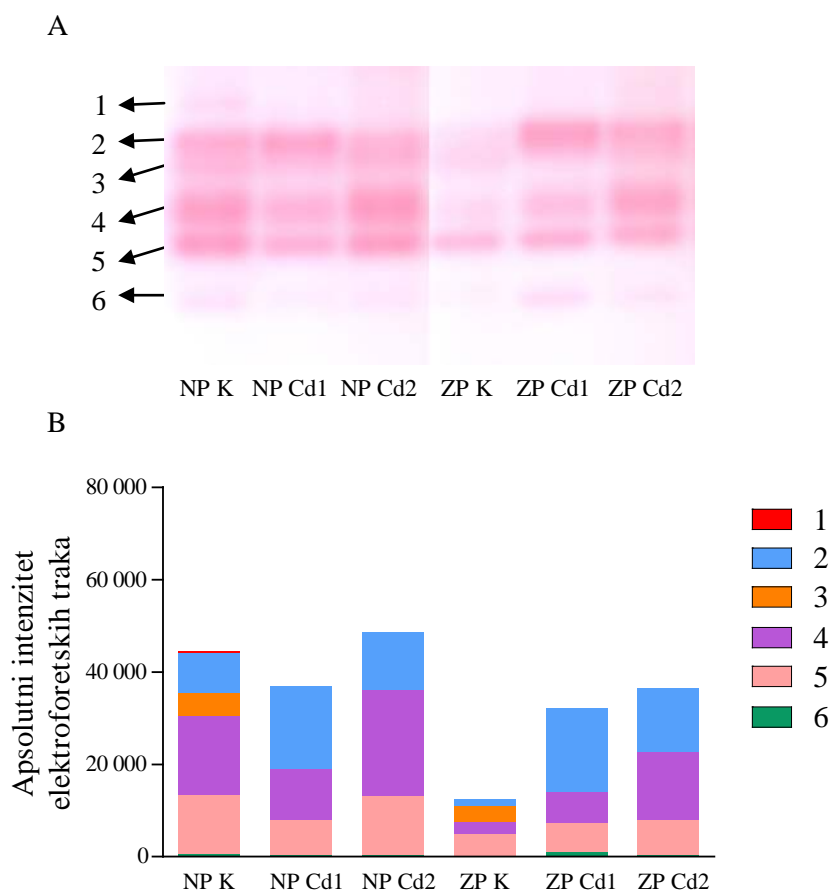 A
1
2
3
4
5
6
NP K NP Cd1 NP Cd2 ZP K ZP Cd1 ZP Cd2
B
Apsolutni intenzitet
elektroforetskih traka
80 000
60 000
40 000
20 000
0
NP K NP Cd1 NP Cd2 ZP K ZP Cd1 ZP Cd2
1
2
3
4
5
6